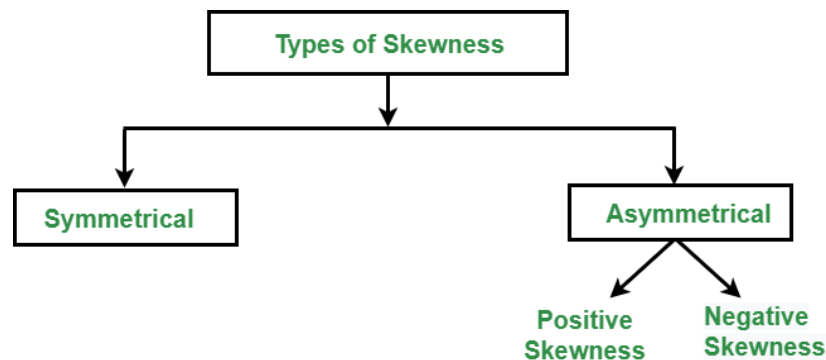 Types of Skewness
Symmetrical
Asymmetrical
Positive
Skewness
Negative
Skewness